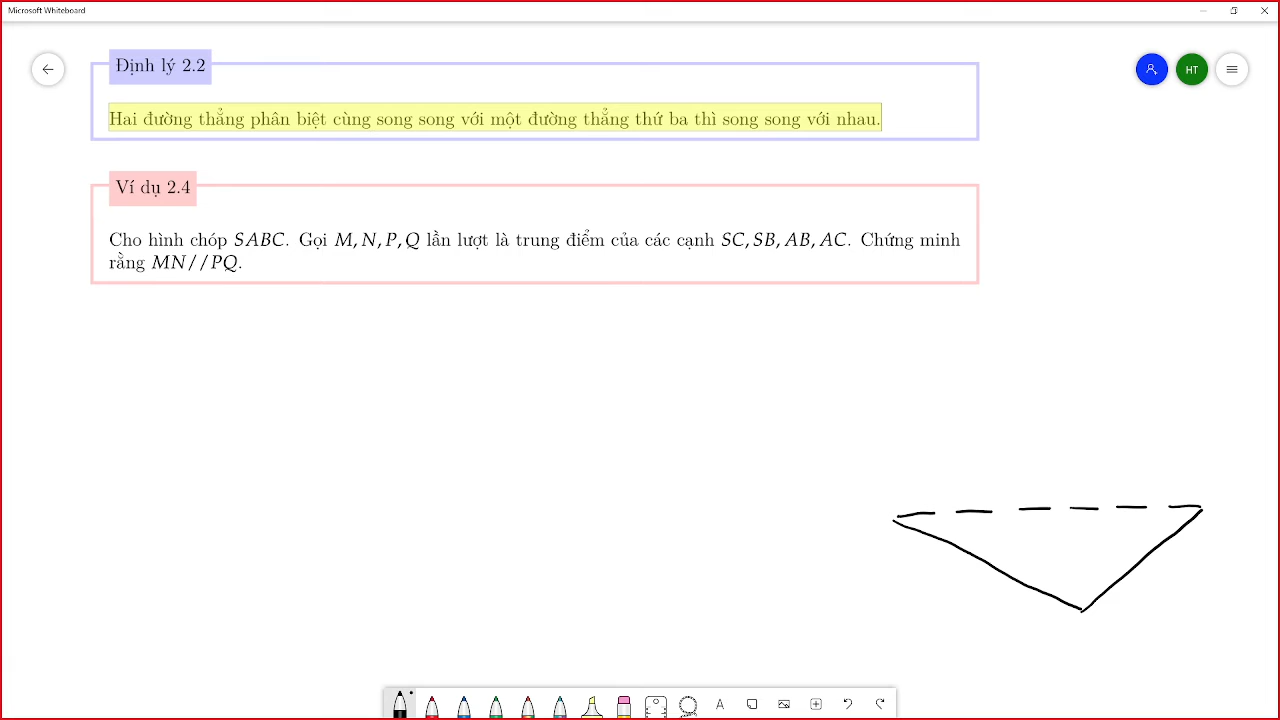 Microsoft Whiteboard
Định lý 2.2
HT
Hai đường thẳng phân biệt cùng song song với một đường thẳng thứ ba thì song song với nhau.
Ví dụ 2.4
Cho hình chóp SABC. Gọi M, N, P, Q lần lượt là trung điểm của các cạnh SC, SB, AB, AC. Chứng minh
rằng MN//PQ.
A